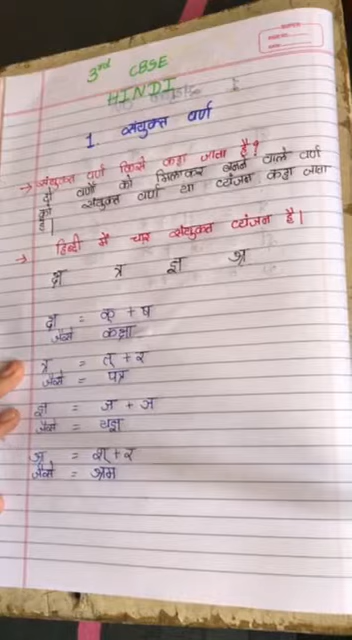 3rd CBSE
HINDI
1. संयुक्त वर्ण
→ संयुक्त वर्ण किसे कहा जाता है?
दो वर्णों को मिलाकर बनने वाले वर्ण
को संयुक्त वर्ण या व्यंजन कहा जाता
है।
→ हिन्दी में चार संयुक्त व्यंजन है।
क्ष त्र ज्ञ श्र
क्ष = क् + ष
जैसे कक्षा
त्र = त् + र
जैसे = पत्र
ज्ञ = ज + ञ
जैसे = यज्ञ
श्र = श् + र
जैसे = श्रम